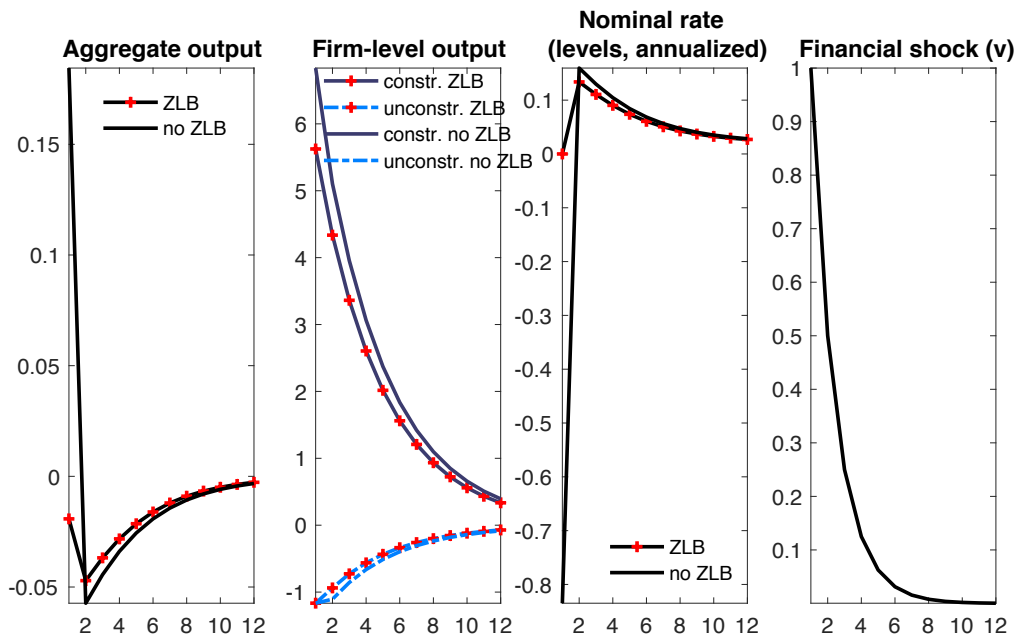 Aggregate output
ZLB
no ZLB
0.15
0.1
0.05
0
-0.05
2 4 6 8 10 12
Firm-level output
constr. ZLB
unconstr. ZLB
constr. no ZLB
unconstr. no ZLB
6
5
4
3
2
1
0
-1
2 4 6 8 10 12
Nominal rate
(levels, annualized)
0.1
0
-0.1
-0.2
-0.3
-0.4
-0.5
-0.6
-0.7
-0.8
ZLB
no ZLB
2 4 6 8 10 12
Financial shock (v)
1
0.9
0.8
0.7
0.6
0.5
0.4
0.3
0.2
0.1
2 4 6 8 10 12